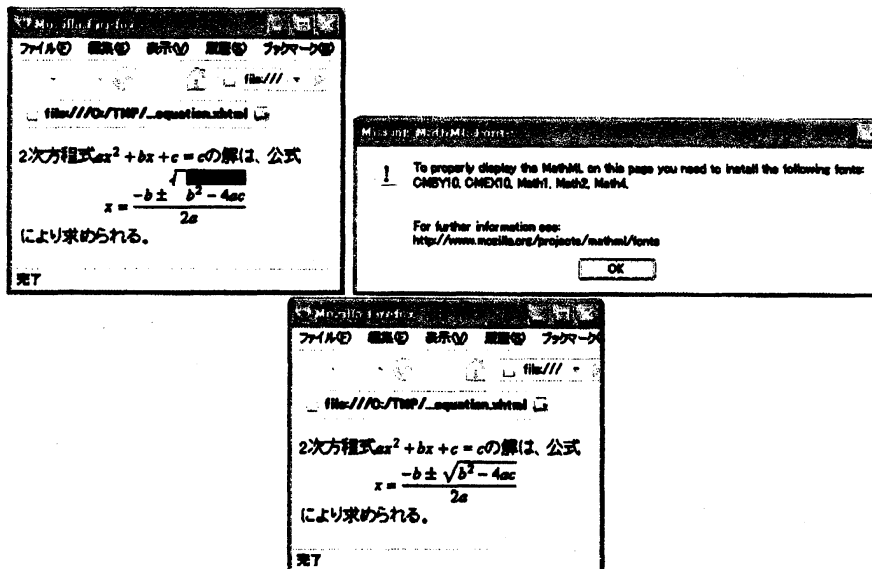 Mozilla Firefox
ファイル(F) 編集(E) 表示(V) 履歴(S) ブックマーク(B)
file:///
file:///C:/TMP/...equation.xhtml
2次方程式ax² + bx + c = cの解は、公式
x = \frac{-b ± \sqrt{b² − 4ac}}{2a}
により求められる。
完了
Missing MathML Fonts
! To properly display the MathML on this page you need to install the following fonts:
CMSY10, CMEX10, Math1, Math2, Math4.
For further information see:
http://www.mozilla.org/projects/mathml/fonts
OK
Mozilla Firefox
ファイル(F) 編集(E) 表示(V) 履歴(S) ブックマーク(
file:///
file:///C:/TMP/...equation.xhtml
2次方程式ax² + bx + c = cの解は、公式
x = \frac{-b ± \sqrt{b² − 4ac}}{2a}
により求められる。
完了